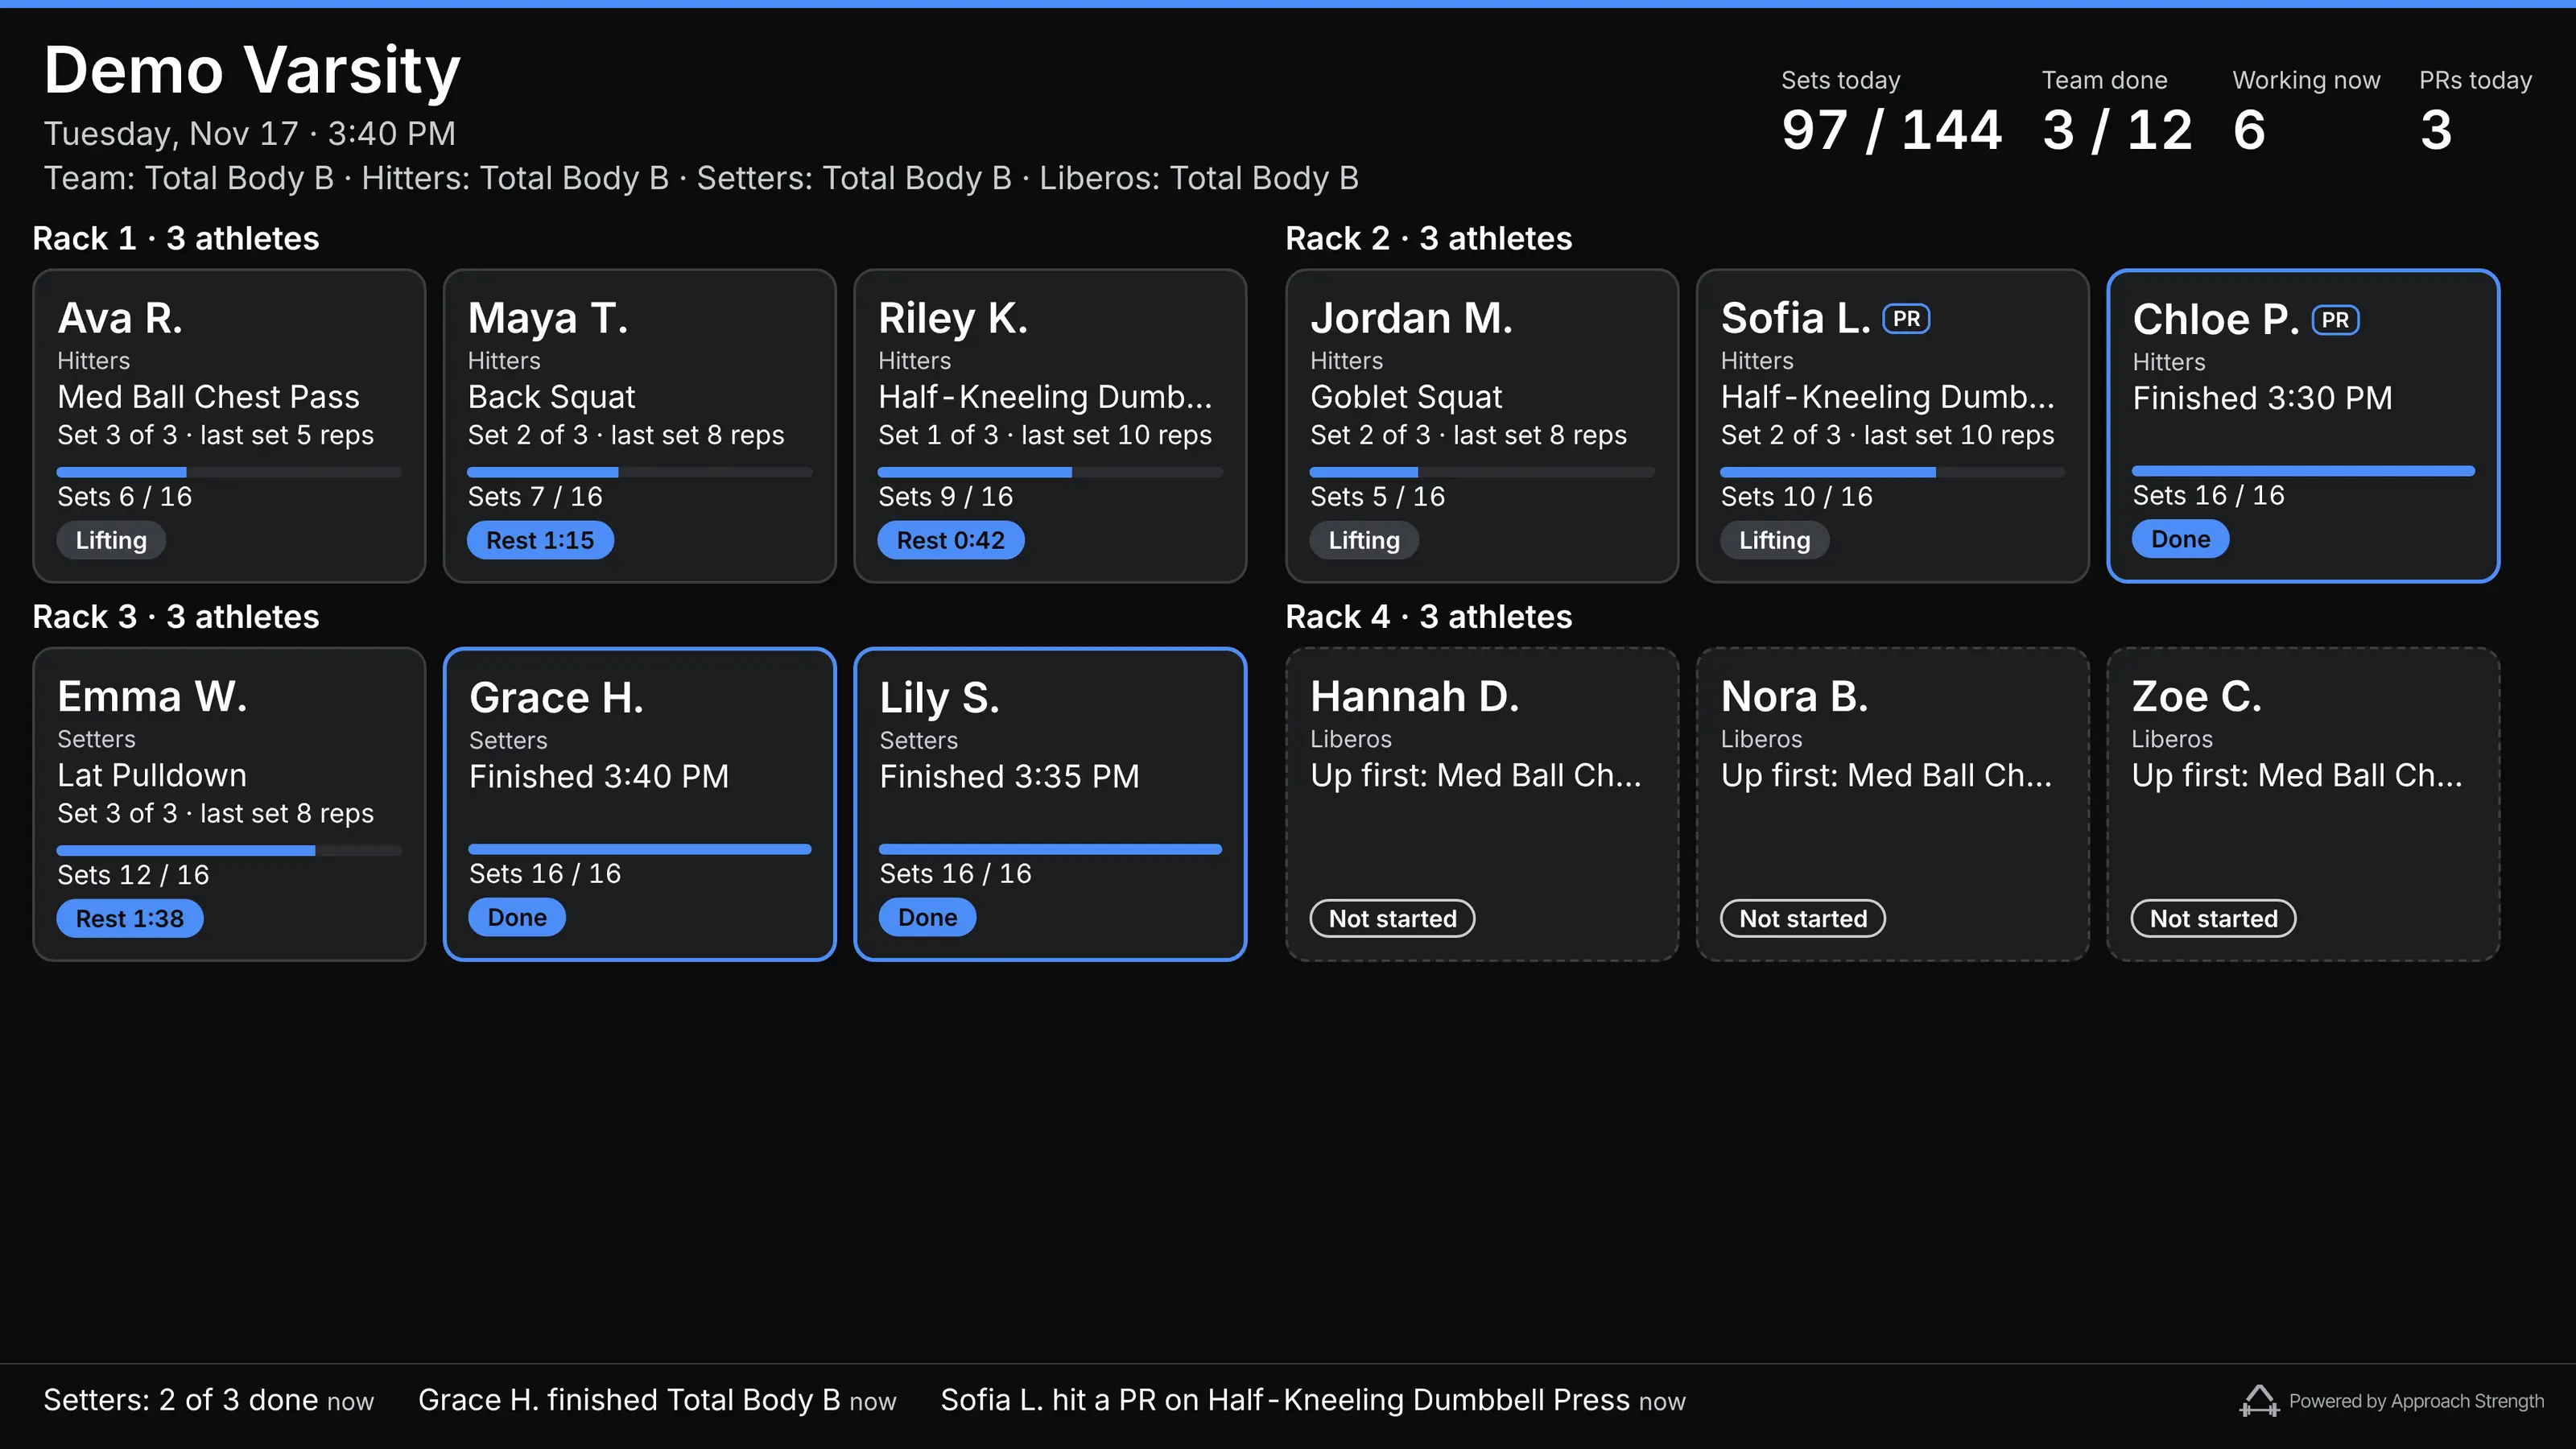 Demo Varsity
Tuesday, Nov 17 · 3:40 PM
Team: Total Body B · Hitters: Total Body B · Setters: Total Body B · Liberos: Total Body B
Sets today
97 / 144
Team done
3 / 12
Working now
6
PRs today
3
Rack 1 · 3 athletes
Ava R.
Hitters
Med Ball Chest Pass
Set 3 of 3 · last set 5 reps
Sets 6 / 16
Lifting
Maya T.
Hitters
Back Squat
Set 2 of 3 · last set 8 reps
Sets 7 / 16
Rest 1:15
Riley K.
Hitters
Half-Kneeling Dumb...
Set 1 of 3 · last set 10 reps
Sets 9 / 16
Rest 0:42
Rack 2 · 3 athletes
Jordan M.
Hitters
Goblet Squat
Set 2 of 3 · last set 8 reps
Sets 5 / 16
Lifting
Sofia L. PR
Hitters
Half-Kneeling Dumb...
Set 2 of 3 · last set 10 reps
Sets 10 / 16
Lifting
Chloe P. PR
Hitters
Finished 3:30 PM
Sets 16 / 16
Done
Rack 3 · 3 athletes
Emma W.
Setters
Lat Pulldown
Set 3 of 3 · last set 8 reps
Sets 12 / 16
Rest 1:38
Grace H.
Setters
Finished 3:40 PM
Sets 16 / 16
Done
Lily S.
Setters
Finished 3:35 PM
Sets 16 / 16
Done
Rack 4 · 3 athletes
Hannah D.
Liberos
Up first: Med Ball Ch...
Not started
Nora B.
Liberos
Up first: Med Ball Ch...
Not started
Zoe C.
Liberos
Up first: Med Ball Ch...
Not started
Setters: 2 of 3 done now
Grace H. finished Total Body B now
Sofia L. hit a PR on Half-Kneeling Dumbbell Press now
Powered by Approach Strength